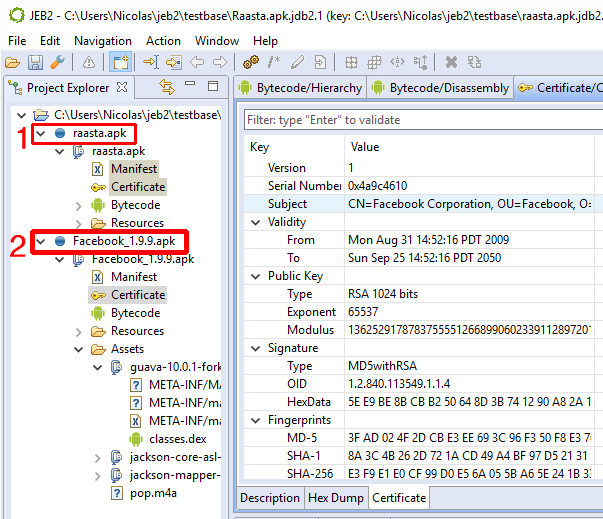 JEB2 - C:\Users\Nicolas\jeb2\testbase\Raasta.apk.jdb2.1 (key: C:\Users\Nicolas\jeb2\testbase\raasta.apk.jdb2.
File Edit Navigation Action Window Help
Project Explorer
Bytecode/Hierarchy
Bytecode/Disassembly
Certificate/C
C:\Users\Nicolas\jeb2\testbase\
1
raasta.apk
raasta.apk
Manifest
Certificate
Bytecode
Resources
2
Facebook_1.9.9.apk
Facebook_1.9.9.apk
Manifest
Certificate
Bytecode
Resources
Assets
guava-10.0.1-fork
META-INF/MA
META-INF/ma
META-INF/ma
classes.dex
jackson-core-asl-
jackson-mapper-
pop.m4a
Filter: type "Enter" to validate
Key Value
Version 1
Serial Number 0x4a9c4610
Subject CN=Facebook Corporation, OU=Facebook, O=
Validity
From Mon Aug 31 14:52:16 PDT 2009
To Sun Sep 25 14:52:16 PDT 2050
Public Key
Type RSA 1024 bits
Exponent 65537
Modulus 13625291787837555512668990602339112897201
Signature
Type MD5withRSA
OID 1.2.840.113549.1.1.4
HexData 5E E9 BE 8B CB B2 50 64 8D 3B 74 12 90 A8 2A 1
Fingerprints
MD-5 3F AD 02 4F 2D CB E3 EE 69 3C 96 F3 50 F8 E3 7
SHA-1 8A 3C 4B 26 2D 72 1A CD 49 A4 BF 97 D5 21 31
SHA-256 E3 F9 E1 E0 CF 99 D0 E5 6A 05 5B A6 5E 24 1B 33
Description Hex Dump Certificate